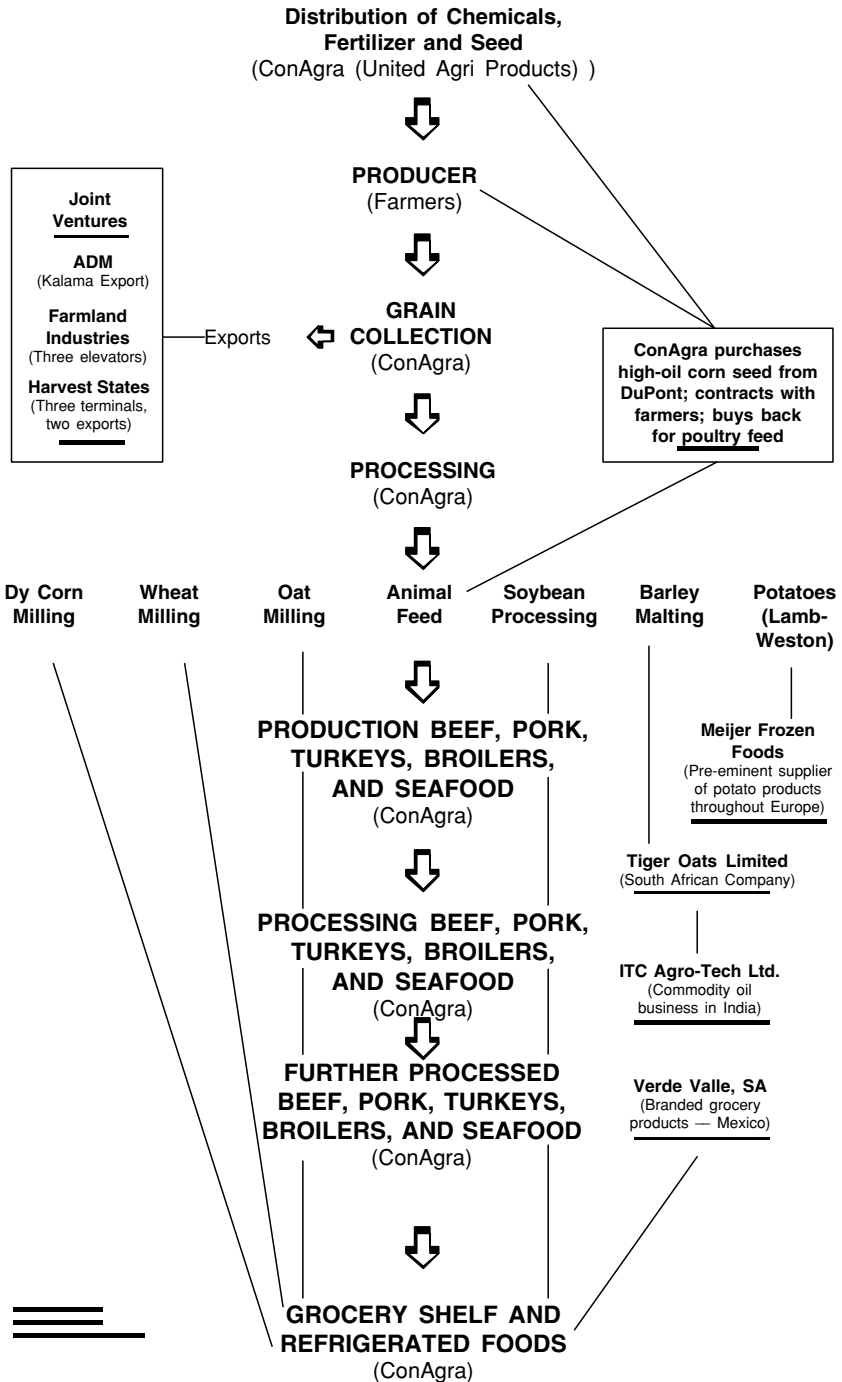 Distribution of Chemicals,
Fertilizer and Seed
(ConAgra (United Agri Products) )
PRODUCER
(Farmers)
Joint
Ventures
ADM
(Kalama Export)
Farmland
Industries
(Three elevators)
Harvest States
(Three terminals,
two exports)
Exports
GRAIN
COLLECTION
(ConAgra)
ConAgra purchases
high-oil corn seed from
DuPont; contracts with
farmers; buys back
for poultry feed
PROCESSING
(ConAgra)
Dy Corn
Milling
Wheat
Milling
Oat
Milling
Animal
Feed
Soybean
Processing
Barley
Malting
Potatoes
(Lamb-
Weston)
PRODUCTION BEEF, PORK,
TURKEYS, BROILERS,
AND SEAFOOD
(ConAgra)
Meijer Frozen
Foods
(Pre-eminent supplier
of potato products
throughout Europe)
Tiger Oats Limited
(South African Company)
PROCESSING BEEF, PORK,
TURKEYS, BROILERS,
AND SEAFOOD
(ConAgra)
ITC Agro-Tech Ltd.
(Commodity oil
business in India)
FURTHER PROCESSED
BEEF, PORK, TURKEYS,
BROILERS, AND SEAFOOD
(ConAgra)
Verde Valle, SA
(Branded grocery
products — Mexico)
GROCERY SHELF AND
REFRIGERATED FOODS
(ConAgra)